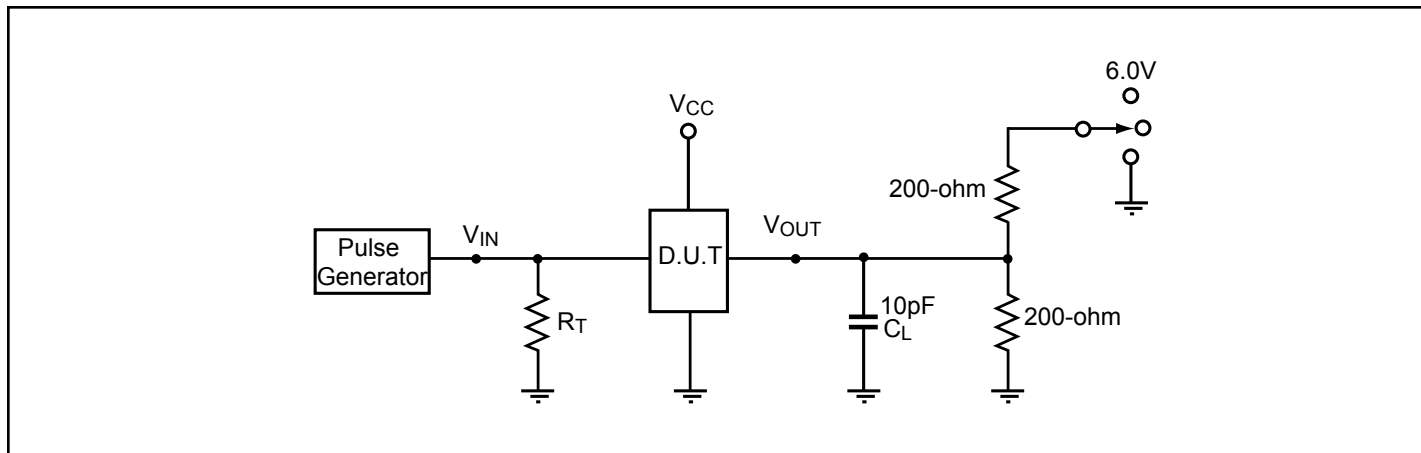 6.0V
VCC
200-ohm
VIN
VOUT
Pulse
Generator
D.U.T
RT
10pF
CL
200-ohm